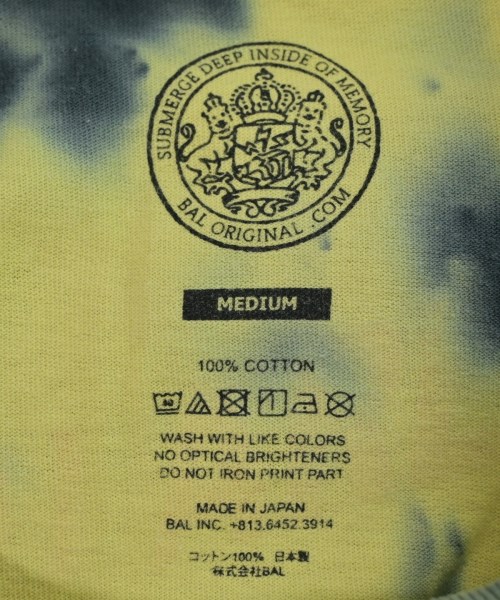 SUBMERGE DEEP INSIDE OF MEMORY
BAL ORIGINAL .COM
MEDIUM
100% COTTON
WASH WITH LIKE COLORS
NO OPTICAL BRIGHTENERS
DO NOT IRON PRINT PART
MADE IN JAPAN
BAL INC. +813.6452.3914
コットン100% 日本製
株式会社BAL